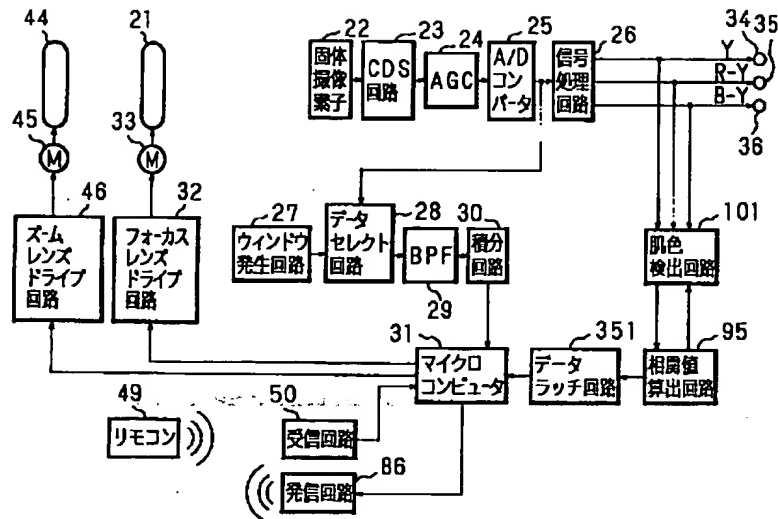 44
21
22
23
24
25
26
34
35
36
固体
撮像
素子
CDS
回路
AGC
A/D
コン
バータ
信号
処理
回路
Y
R-Y
B-Y
45
M
33
M
46
ズーム
レンズ
ドライブ
回路
32
フォーカス
レンズ
ドライブ
回路
27
ウィンドウ
発生回路
データ
セレクト
回路
28
BPF
29
30
積分
回路
101
肌色
検出回路
31
マイクロ
コンピュータ
351
データ
ラッチ回路
95
相関値
算出回路
49
リモコン
50
受信回路
86
発信回路